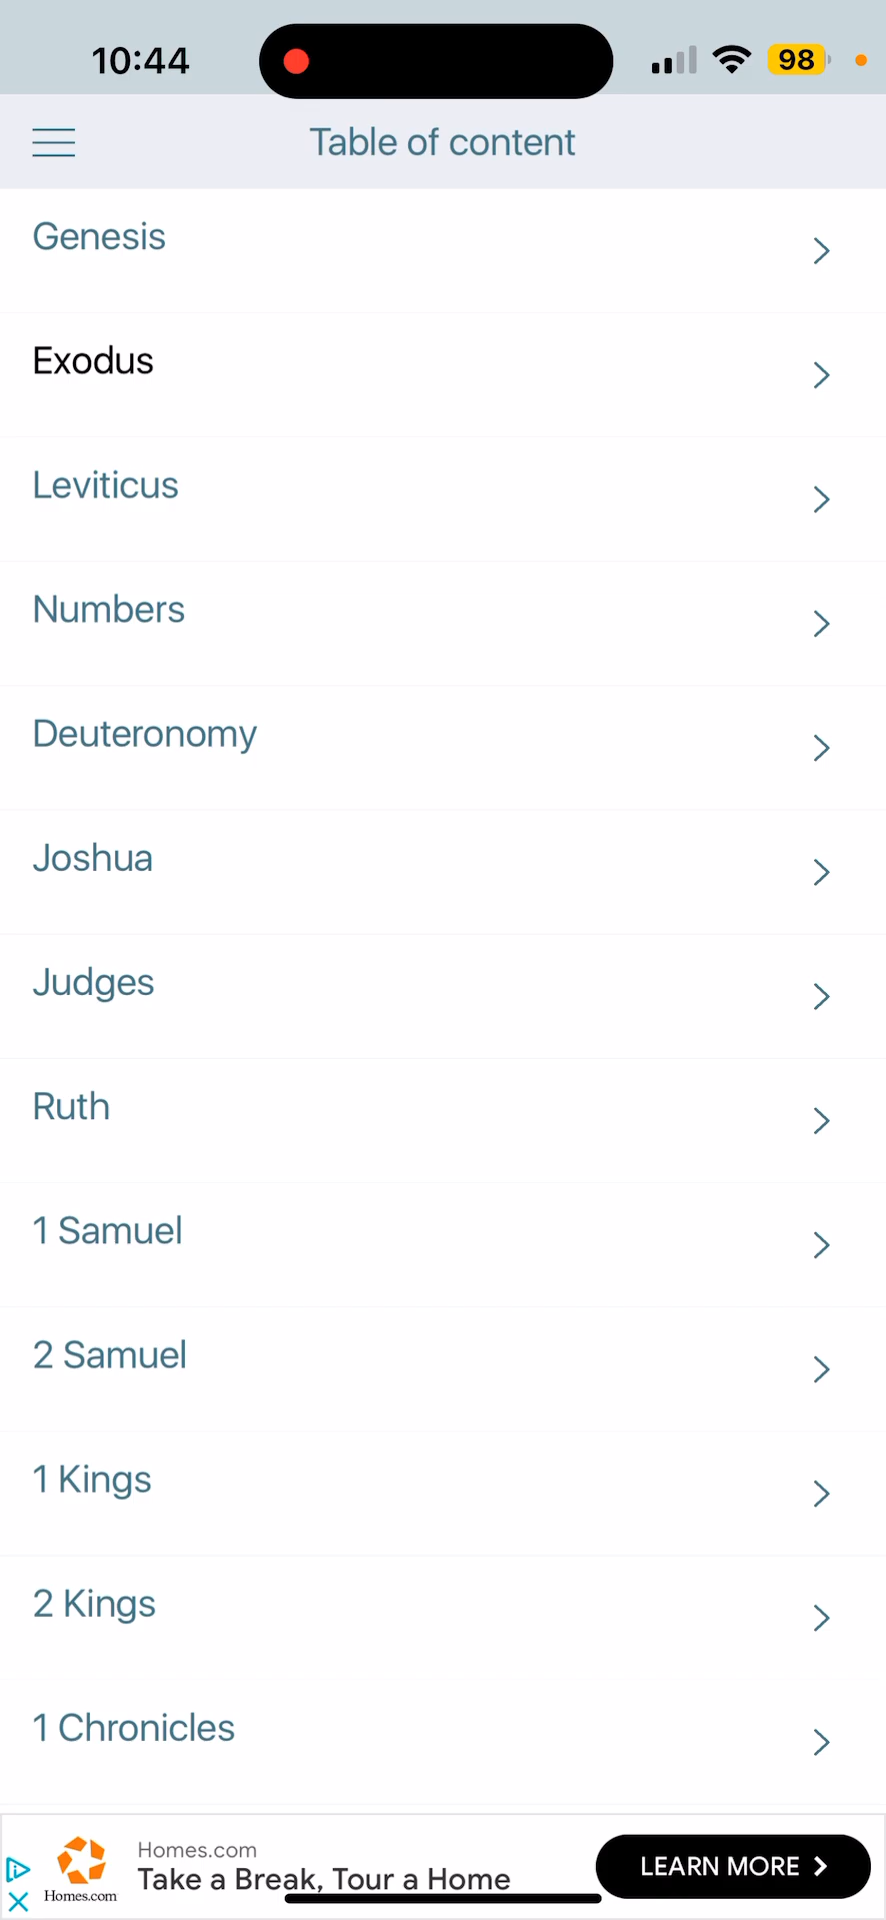 10:44
98
Table of content
Genesis
Exodus
Leviticus
Numbers
Deuteronomy
Joshua
Judges
Ruth
1 Samuel
2 Samuel
1 Kings
2 Kings
1 Chronicles
Homes.com
Take a Break, Tour a Home
Homes.com
LEARN MORE